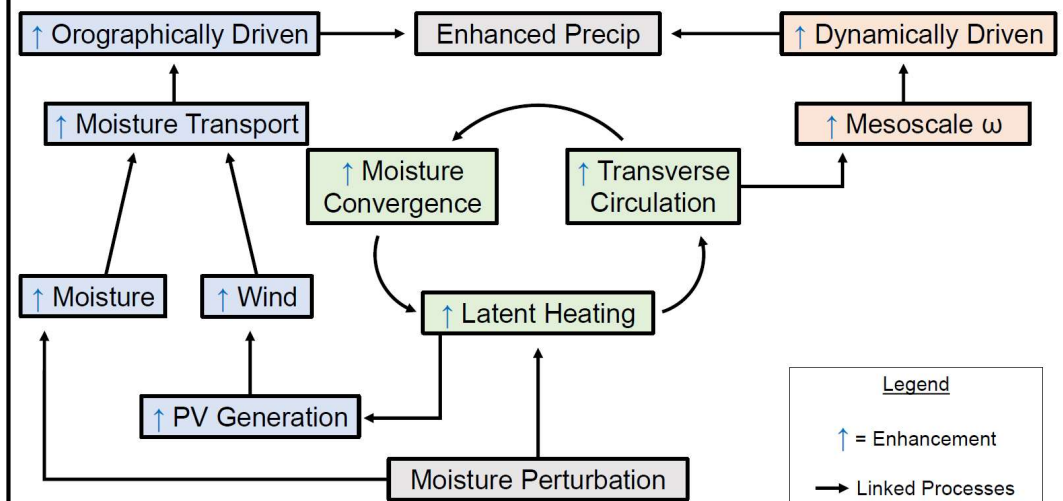 ↑ Orographically Driven
Enhanced Precip
↑ Dynamically Driven
↑ Moisture Transport
↑ Mesoscale ω
↑ Moisture
Convergence
↑ Transverse
Circulation
↑ Moisture
↑ Wind
↑ Latent Heating
↑ PV Generation
Moisture Perturbation
Legend
↑ = Enhancement
→ Linked Processes